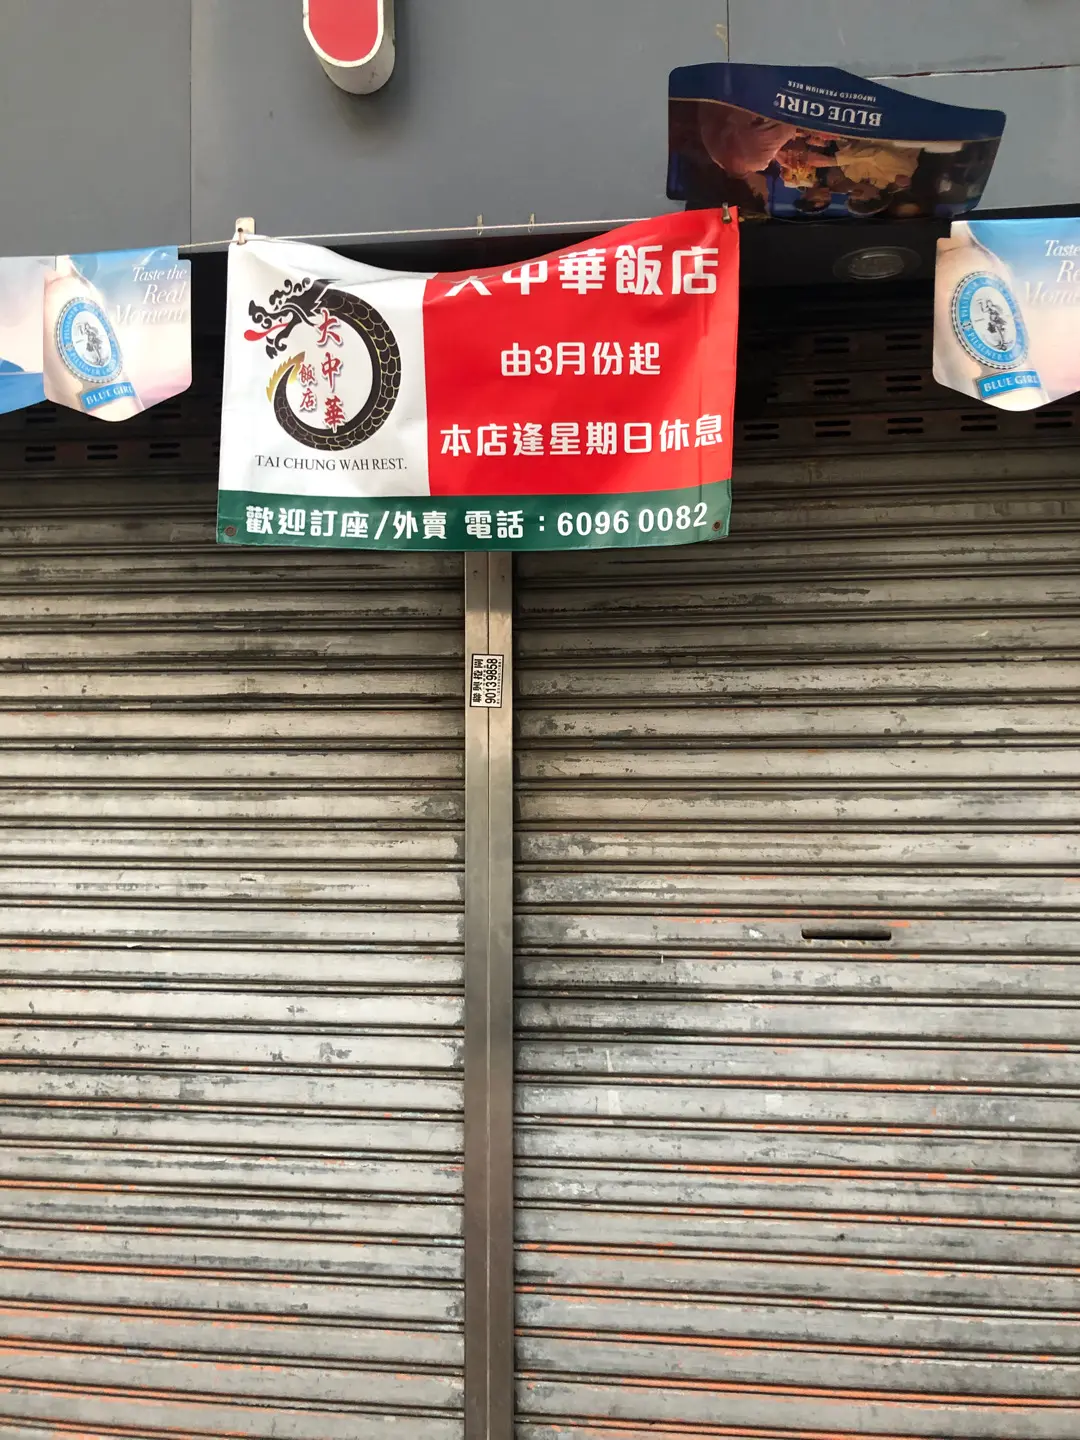 BLUE GIRL
IMPORTED PREMIUM BEER
Taste the
Real
Moment
BLUE GIRL
大中華飯店
大中華
飯店
TAI CHUNG WAH REST.
由3月份起
本店逢星期日休息
歡迎訂座/外賣 電話：6096 0082
Taste the
BLUE GIRL
90139858